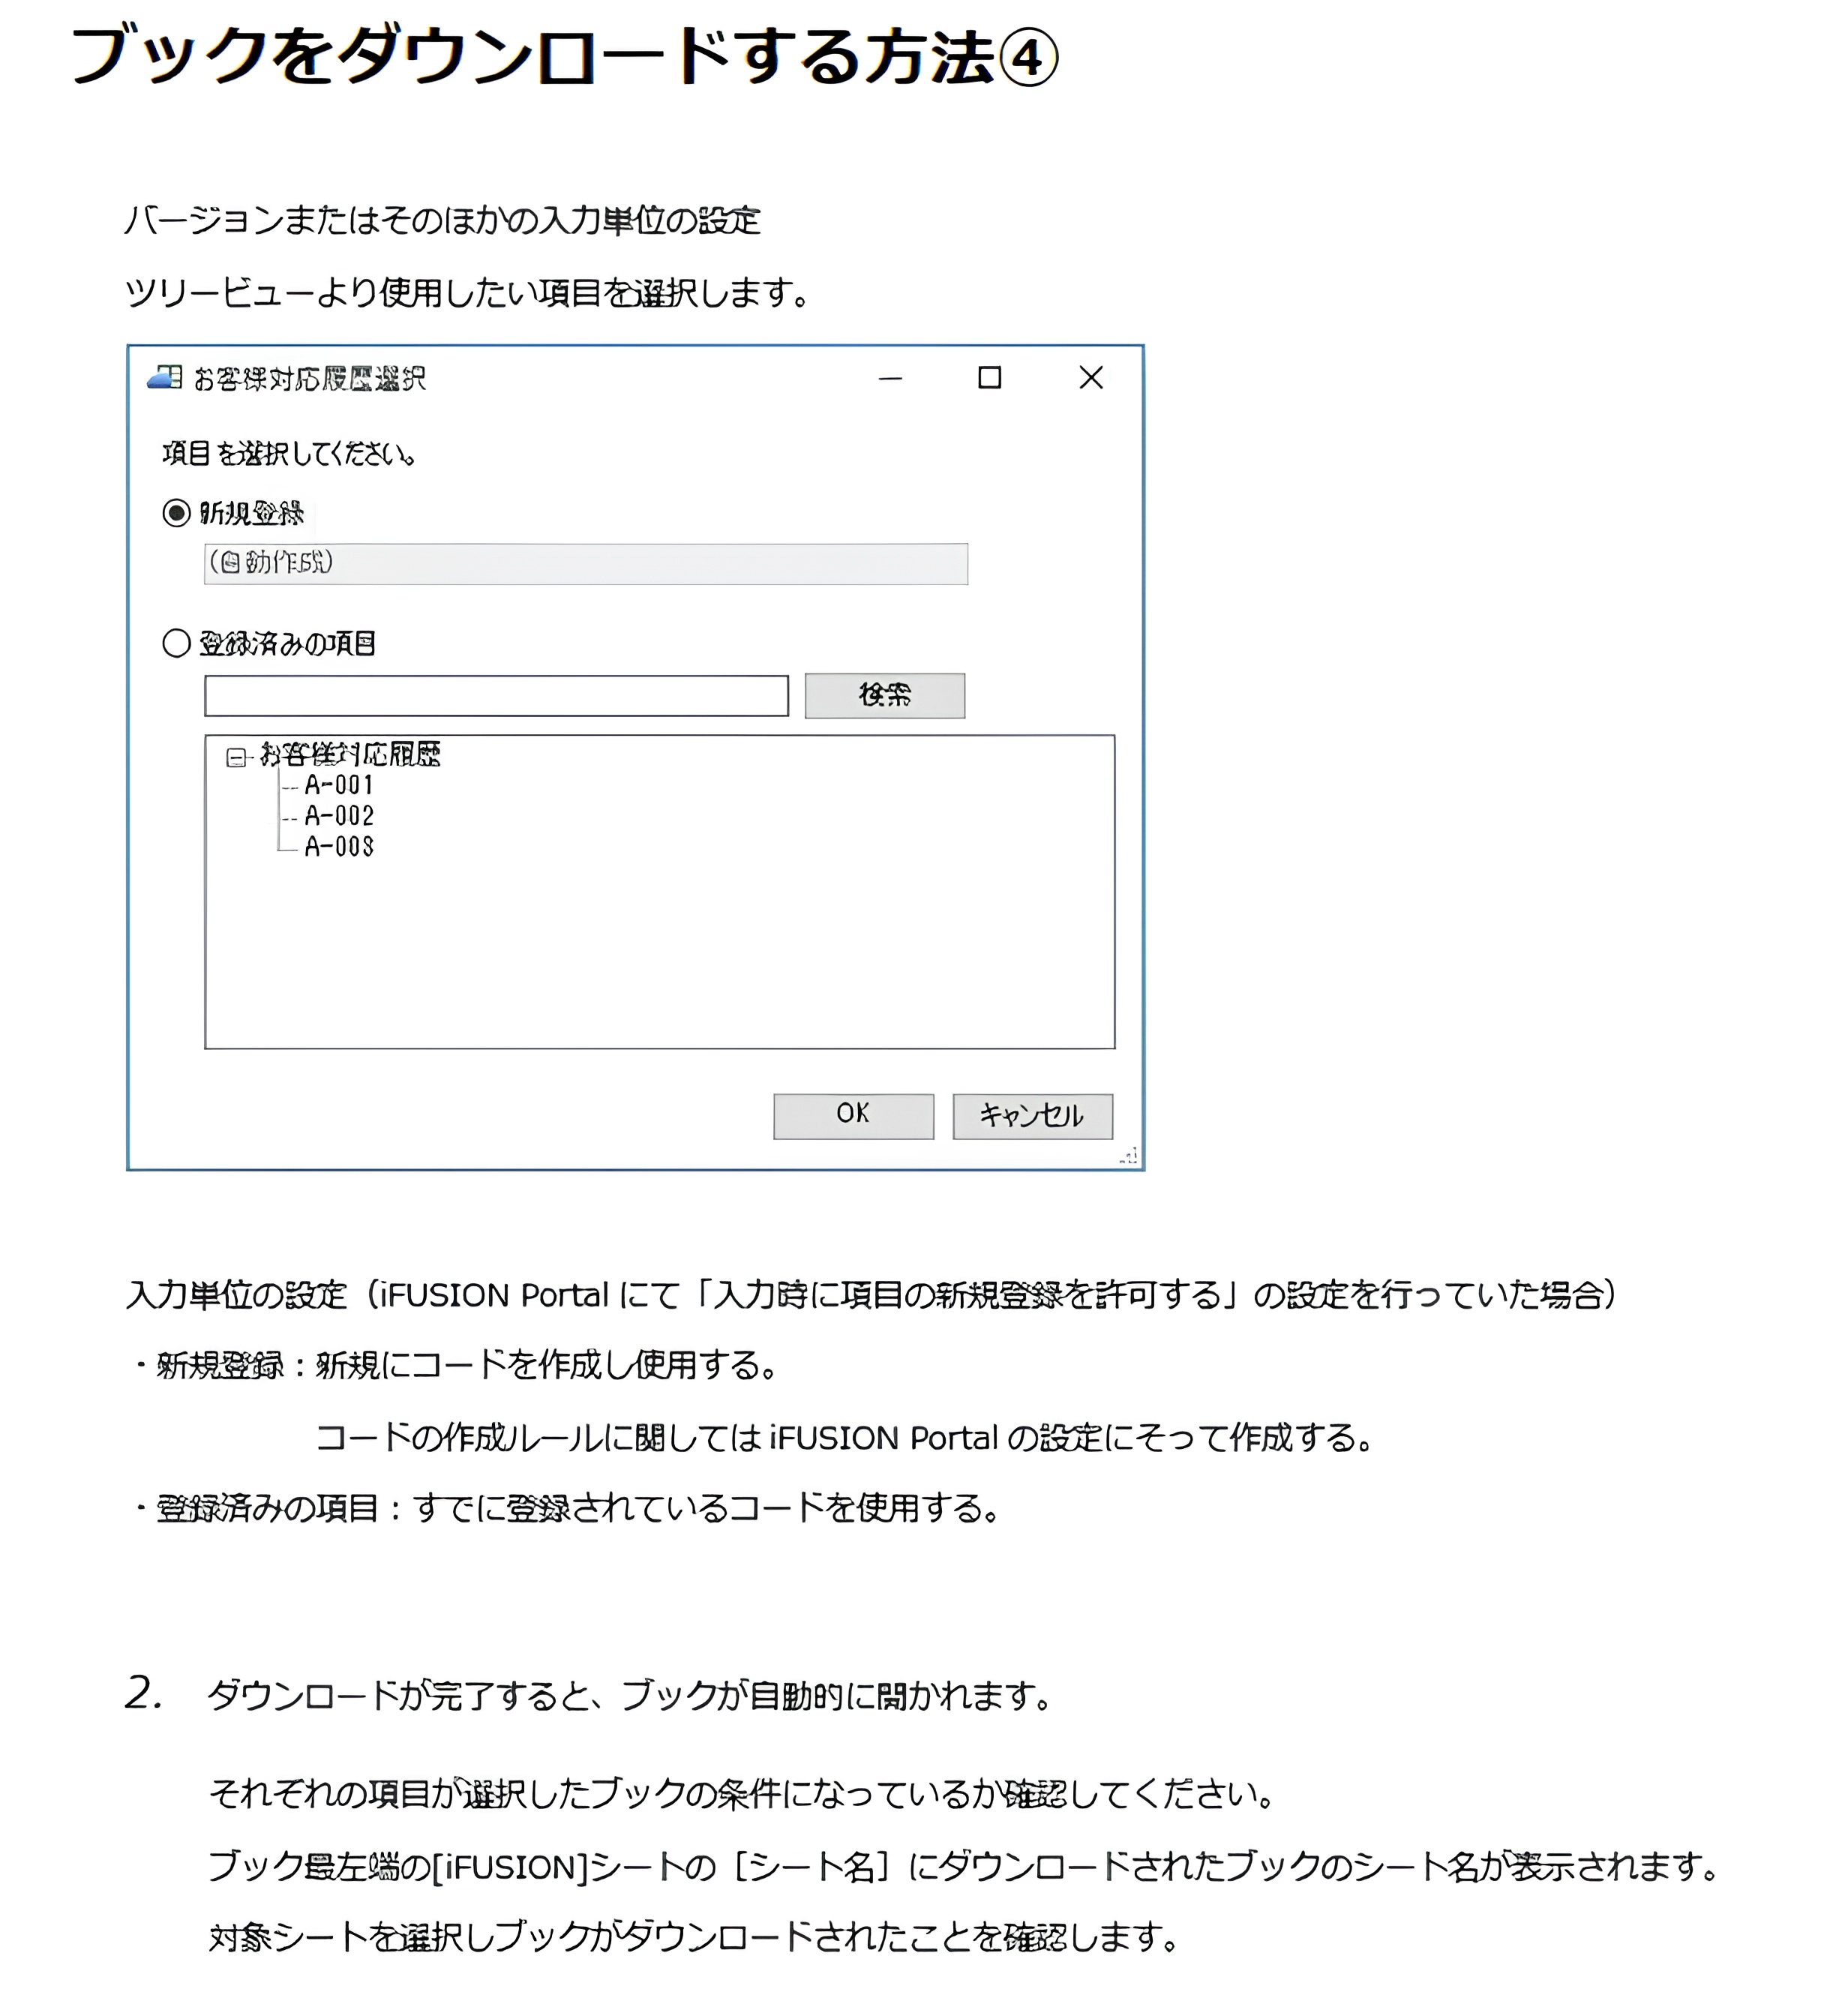 ブックをダウンロードする方法④
バージョンまたはそのほかの入力単位の設定
ツリービューより使用したい項目を選択します。
お客様対応履歴選択
項目を選択してください。
新規登録
(自動作成)
登録済みの項目
検索
お客様対応履歴
A-001
A-002
A-003
OK キャンセル
入力単位の設定（iFUSION Portal にて「入力時に項目の新規登録を許可する」の設定を行っていた場合）
・新規登録：新規にコードを作成し使用する。
コードの作成ルールに関しては iFUSION Portal の設定にそって作成する。
・登録済みの項目：すでに登録されているコードを使用する。
2. ダウンロードが完了すると、ブックが自動的に開かれます。
それぞれの項目が選択したブックの条件になっているか確認してください。
ブック最左端の[iFUSION]シートの［シート名］にダウンロードされたブックのシート名が表示されます。
対象シートを選択しブックがダウンロードされたことを確認します。